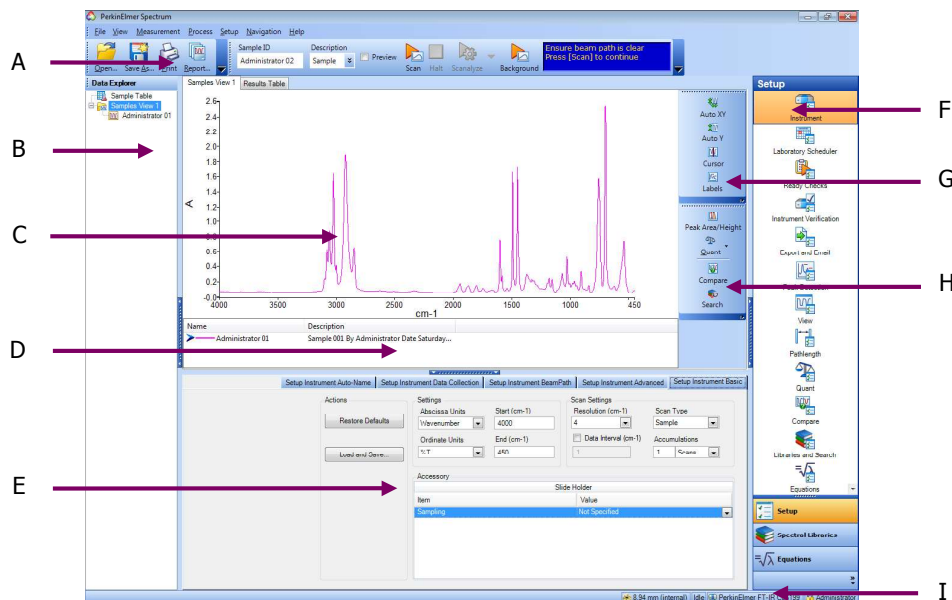 PerkinElmer Spectrum
File View Measurement Process Setup Navigation Help
A
Open... Save As... Print Report...
Sample ID
Administrator 02
Description
Sample
Preview
Scan Halt Scanalyze Background
Ensure beam path is clear
Press [Scan] to continue
Data Explorer
Sample Table
Samples View 1
Administrator 01
B
Samples View 1 Results Table
A
2.6
2.4
2.2
2.0
1.8
1.6
1.4
1.2
0.8
0.6
0.4
0.2
-0.0
4000 3500 3000 2500 2000 1500 1000 450
cm-1
C
Auto XY
Auto Y
Cursor
Labels
G
Peak Area/Height
Quant
Compare
Search
H
Name Description
Administrator 01 Sample 001 By Administrator Date Saturday...
D
Setup Instrument Auto-Name Setup Instrument Data Collection Setup Instrument BeamPath Setup Instrument Advanced Setup Instrument Basic
Actions
Restore Defaults
Load and Save...
Settings
Abscissa Units Start (cm-1)
Wavenumber 4000
Ordinate Units End (cm-1)
%T 450
Scan Settings
Resolution (cm-1) Scan Type
4 Sample
Data Interval (cm-1) Accumulations
1 1 Scans
E
Accessory
Slide Holder
Item Value
Sampling Not Specified
Setup
Instrument
F
Laboratory Scheduler
Ready Checks
Instrument Verification
Export and Email
View
Pathlength
Quant
Compare
Libraries and Search
Equations
Setup
Spectral Libraries
Equations
8.94 mm (internal) Idle PerkinElmer FT-IR Administrator
I